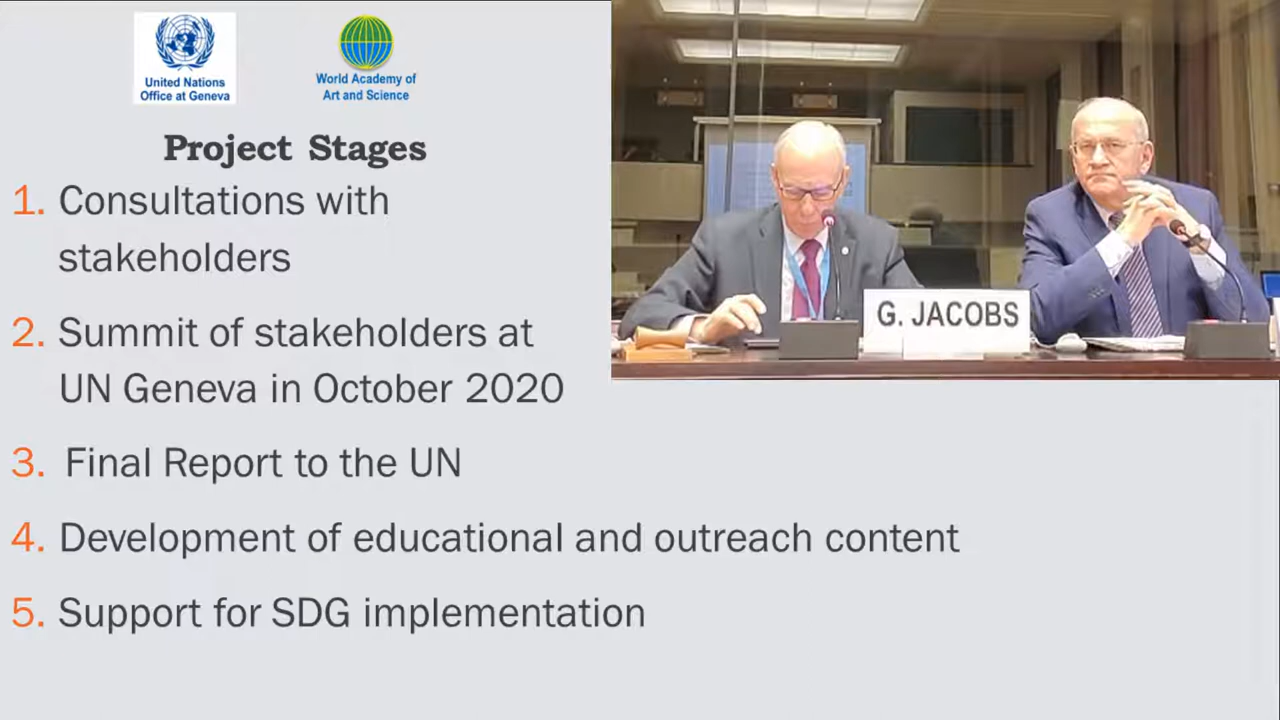 United Nations
Office at Geneva
World Academy of
Art and Science
Project Stages
1. Consultations with
stakeholders
2. Summit of stakeholders at
UN Geneva in October 2020
3. Final Report to the UN
4. Development of educational and outreach content
5. Support for SDG implementation
G. JACOBS